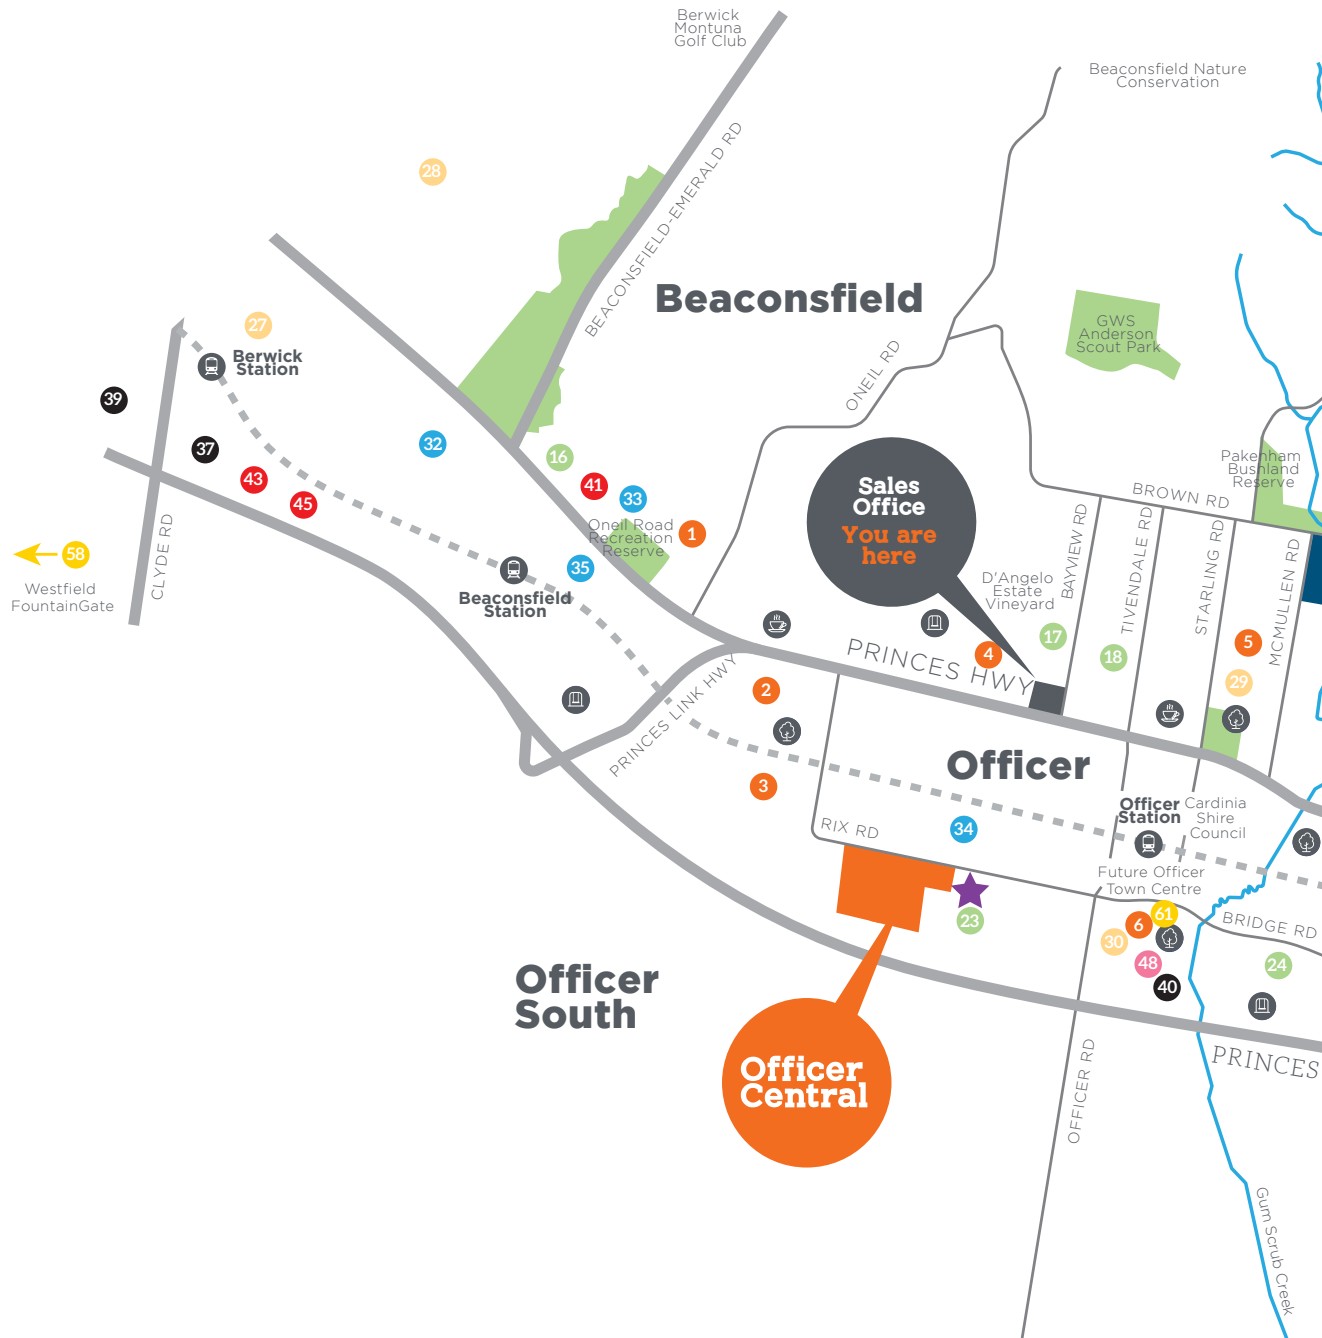 Berwick
Montuna
Golf Club
Beaconsfield Nature
Conservation
28
BEACONSFIELD-EMERALD RD
Beaconsfield
GWS
Anderson
Scout Park
27
Berwick
Station
ONEIL RD
39
37
32
16
43
45
41
33
Oneil Road
Recreation
Reserve
1
Sales
Office
You are
here
Pakenham
Bushland
Reserve
BROWN RD
BAYVIEW RD
TIVENDALE RD
STARLING RD
MCMULLEN RD
CLYDE RD
58
Westfield
FountainGate
35
Beaconsfield
Station
D'Angelo
Estate
Vineyard
17
18
5
29
4
PRINCES HWY
PRINCES LINK HWY
2
3
Officer
RIX RD
34
Officer
Station
Cardinia
Shire
Council
Future Officer
Town Centre
23
61
6
30
48
40
BRIDGE RD
24
Officer
South
Officer
Central
PRINCES
OFFICER RD
Gum Scrub Creek